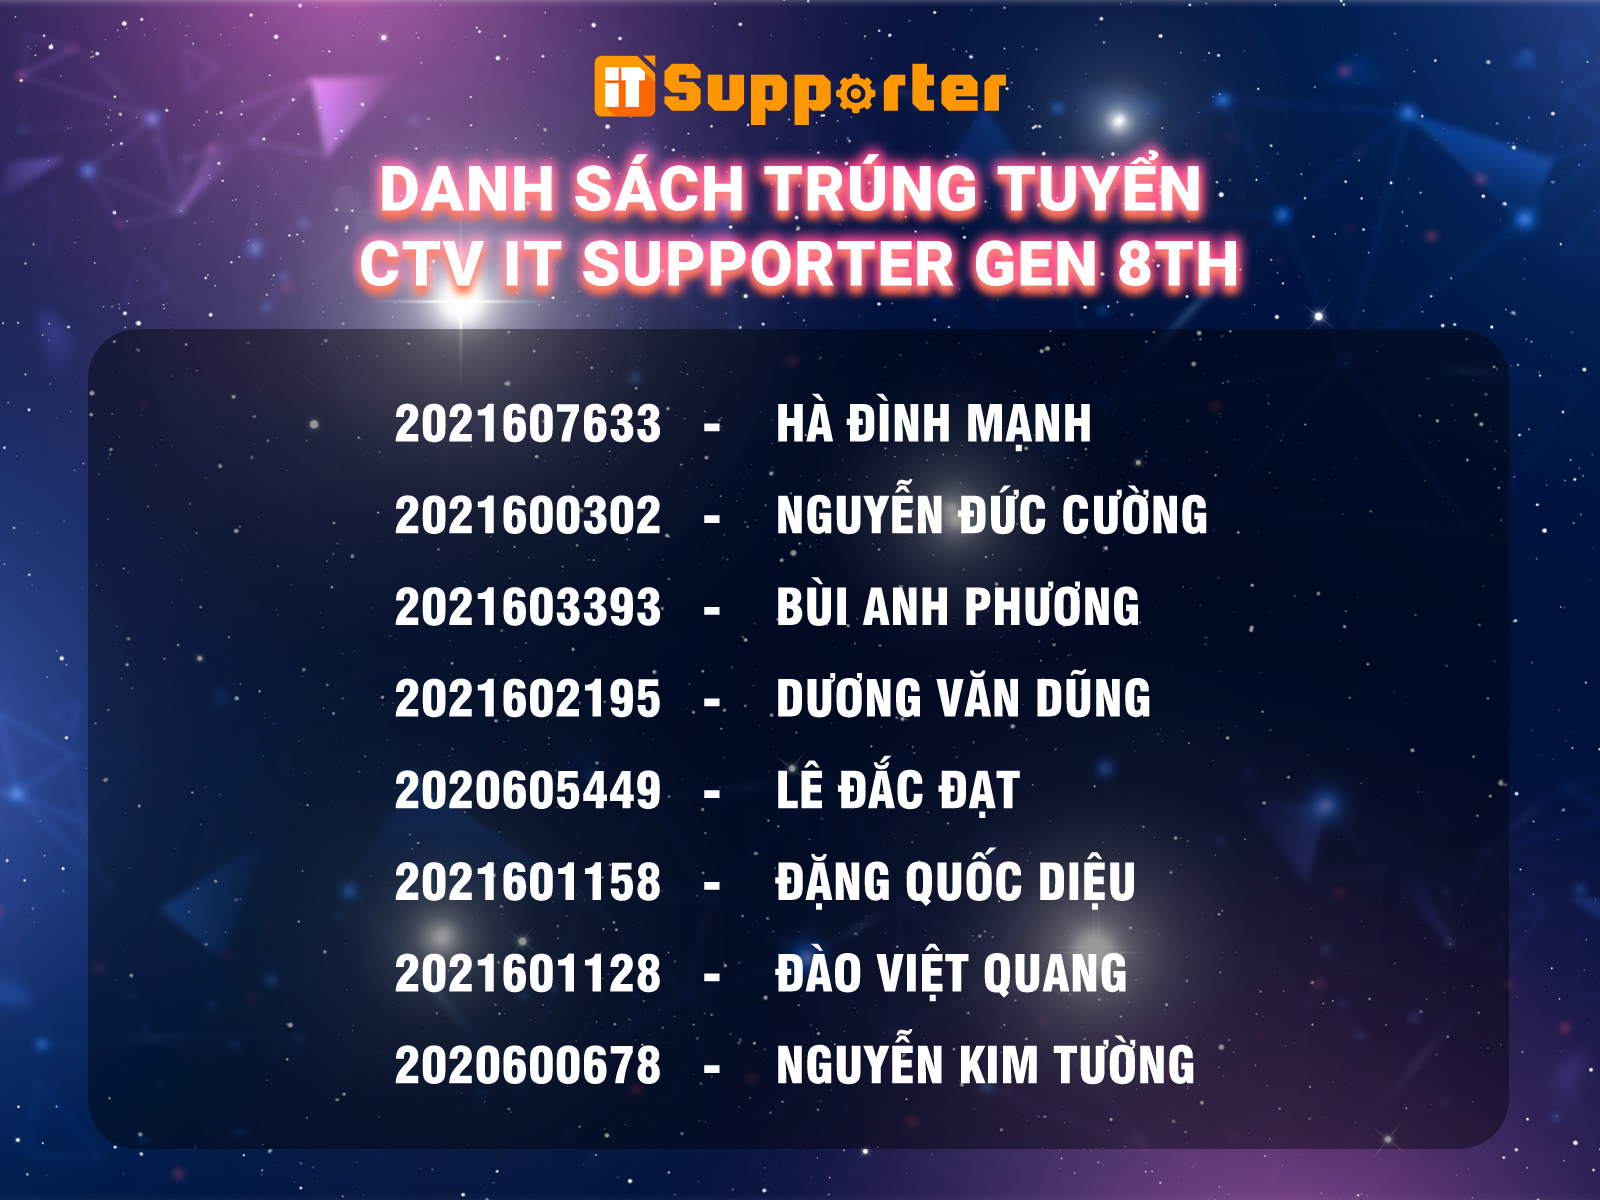 iT Supporter
DANH SÁCH TRÚNG TUYỂN
CTV IT SUPPORTER GEN 8TH
2021607633 - HÀ ĐÌNH MẠNH
2021600302 - NGUYỄN ĐỨC CƯỜNG
2021603393 - BÙI ANH PHƯƠNG
2021602195 - DƯƠNG VĂN DŨNG
2020605449 - LÊ ĐẮC ĐẠT
2021601158 - ĐẶNG QUỐC DIỆU
2021601128 - ĐÀO VIỆT QUANG
2020600678 - NGUYỄN KIM TƯỜNG